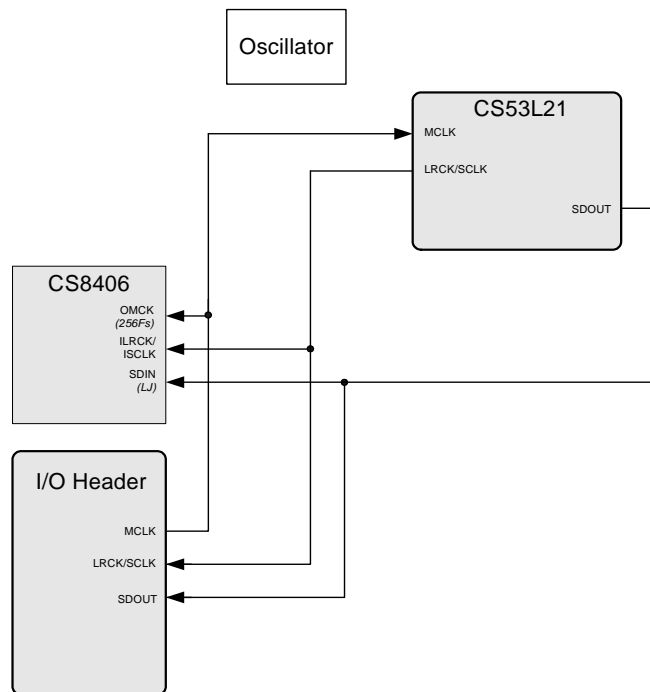 Oscillator
CS53L21
MCLK
LRCK/SCLK
SDOUT
CS8406
OMCK
(256Fs)
ILRCK/
ISCLK
SDIN
(LJ)
I/O Header
MCLK
LRCK/SCLK
SDOUT